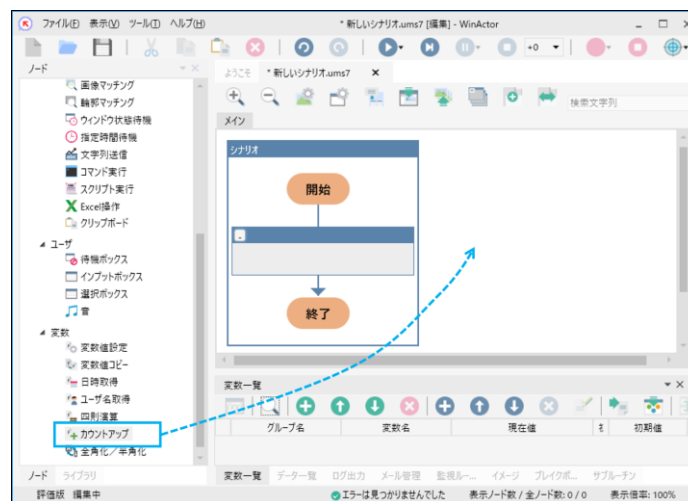 ファイル(F) 表示(V) ツール(T) ヘルプ(H)
* 新しいシナリオ.ums7 [編集] - WinActor
+0
ノード
画像マッチング
輪郭マッチング
ウィンドウ状態待機
指定時間待機
文字列送信
コマンド実行
スクリプト実行
Excel操作
クリップボード
ユーザ
待機ボックス
インプットボックス
選択ボックス
音
変数
変数値設定
変数値コピー
日時取得
ユーザ名取得
四則演算
カウントアップ
全角化/半角化
ノード ライブラリ
ようこそ * 新しいシナリオ.ums7
検索文字列
メイン
シナリオ
開始
終了
変数一覧
グループ名 変数名 現在値 初期値
変数一覧 データ一覧 ログ出力 メール管理 監視ルー... イメージ ブレイクポ... サブルーチン
評価版 編集中 エラーは見つかりませんでした 表示ノード数 / 全ノード数: 0 / 0 表示倍率: 100%